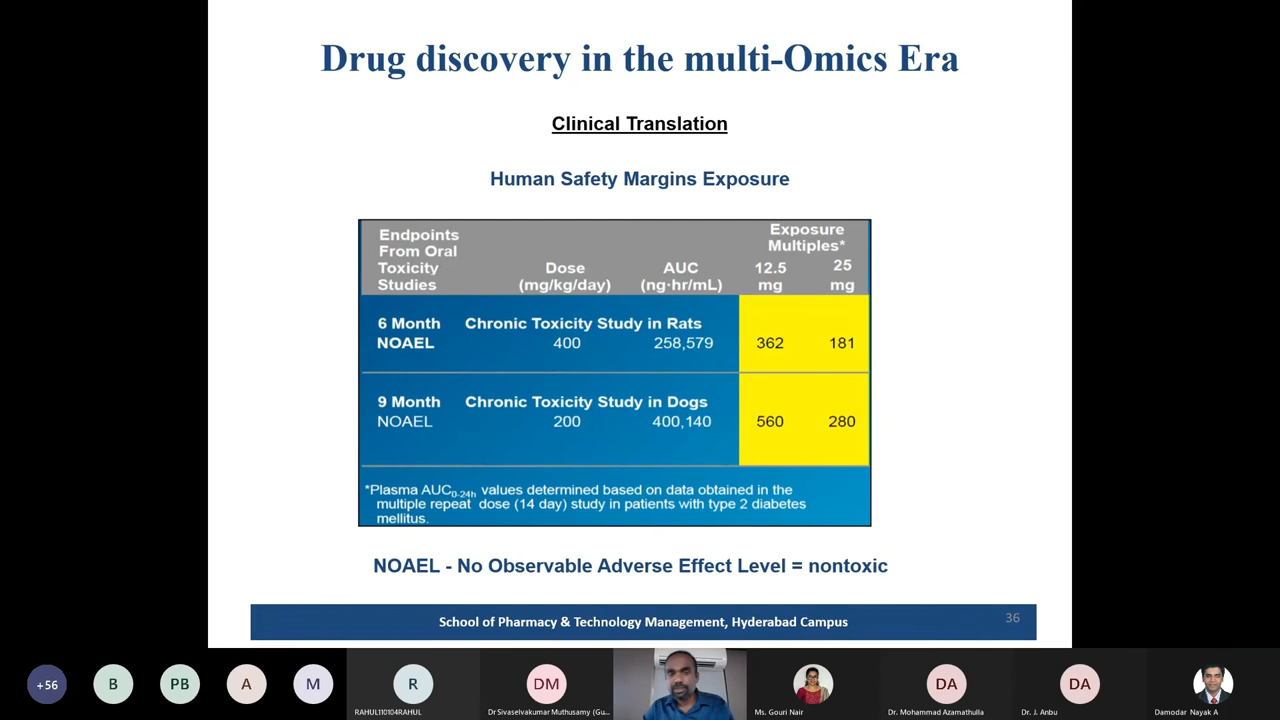 Drug discovery in the multi-Omics Era
Clinical Translation
Human Safety Margins Exposure
Endpoints
From Oral
Toxicity
Studies
Dose
(mg/kg/day)
AUC
(ng·hr/mL)
Exposure
Multiples*
12.5
mg
25
mg
6 Month Chronic Toxicity Study in Rats
NOAEL 400 258,579 362 181
9 Month Chronic Toxicity Study in Dogs
NOAEL 200 400,140 560 280
*Plasma AUC0-24h values determined based on data obtained in the
multiple repeat dose (14 day) study in patients with type 2 diabetes
mellitus.
NOAEL - No Observable Adverse Effect Level = nontoxic
School of Pharmacy & Technology Management, Hyderabad Campus
36
+56
B
PB
A
M
R
DM
DA
DA
RAHUL110104RAHUL
Dr Sivaselvakumar Muthusamy (Gu...
Ms. Gouri Nair
Dr. Mohammad Azamathulla
Dr. J. Anbu
Damodar Nayak A